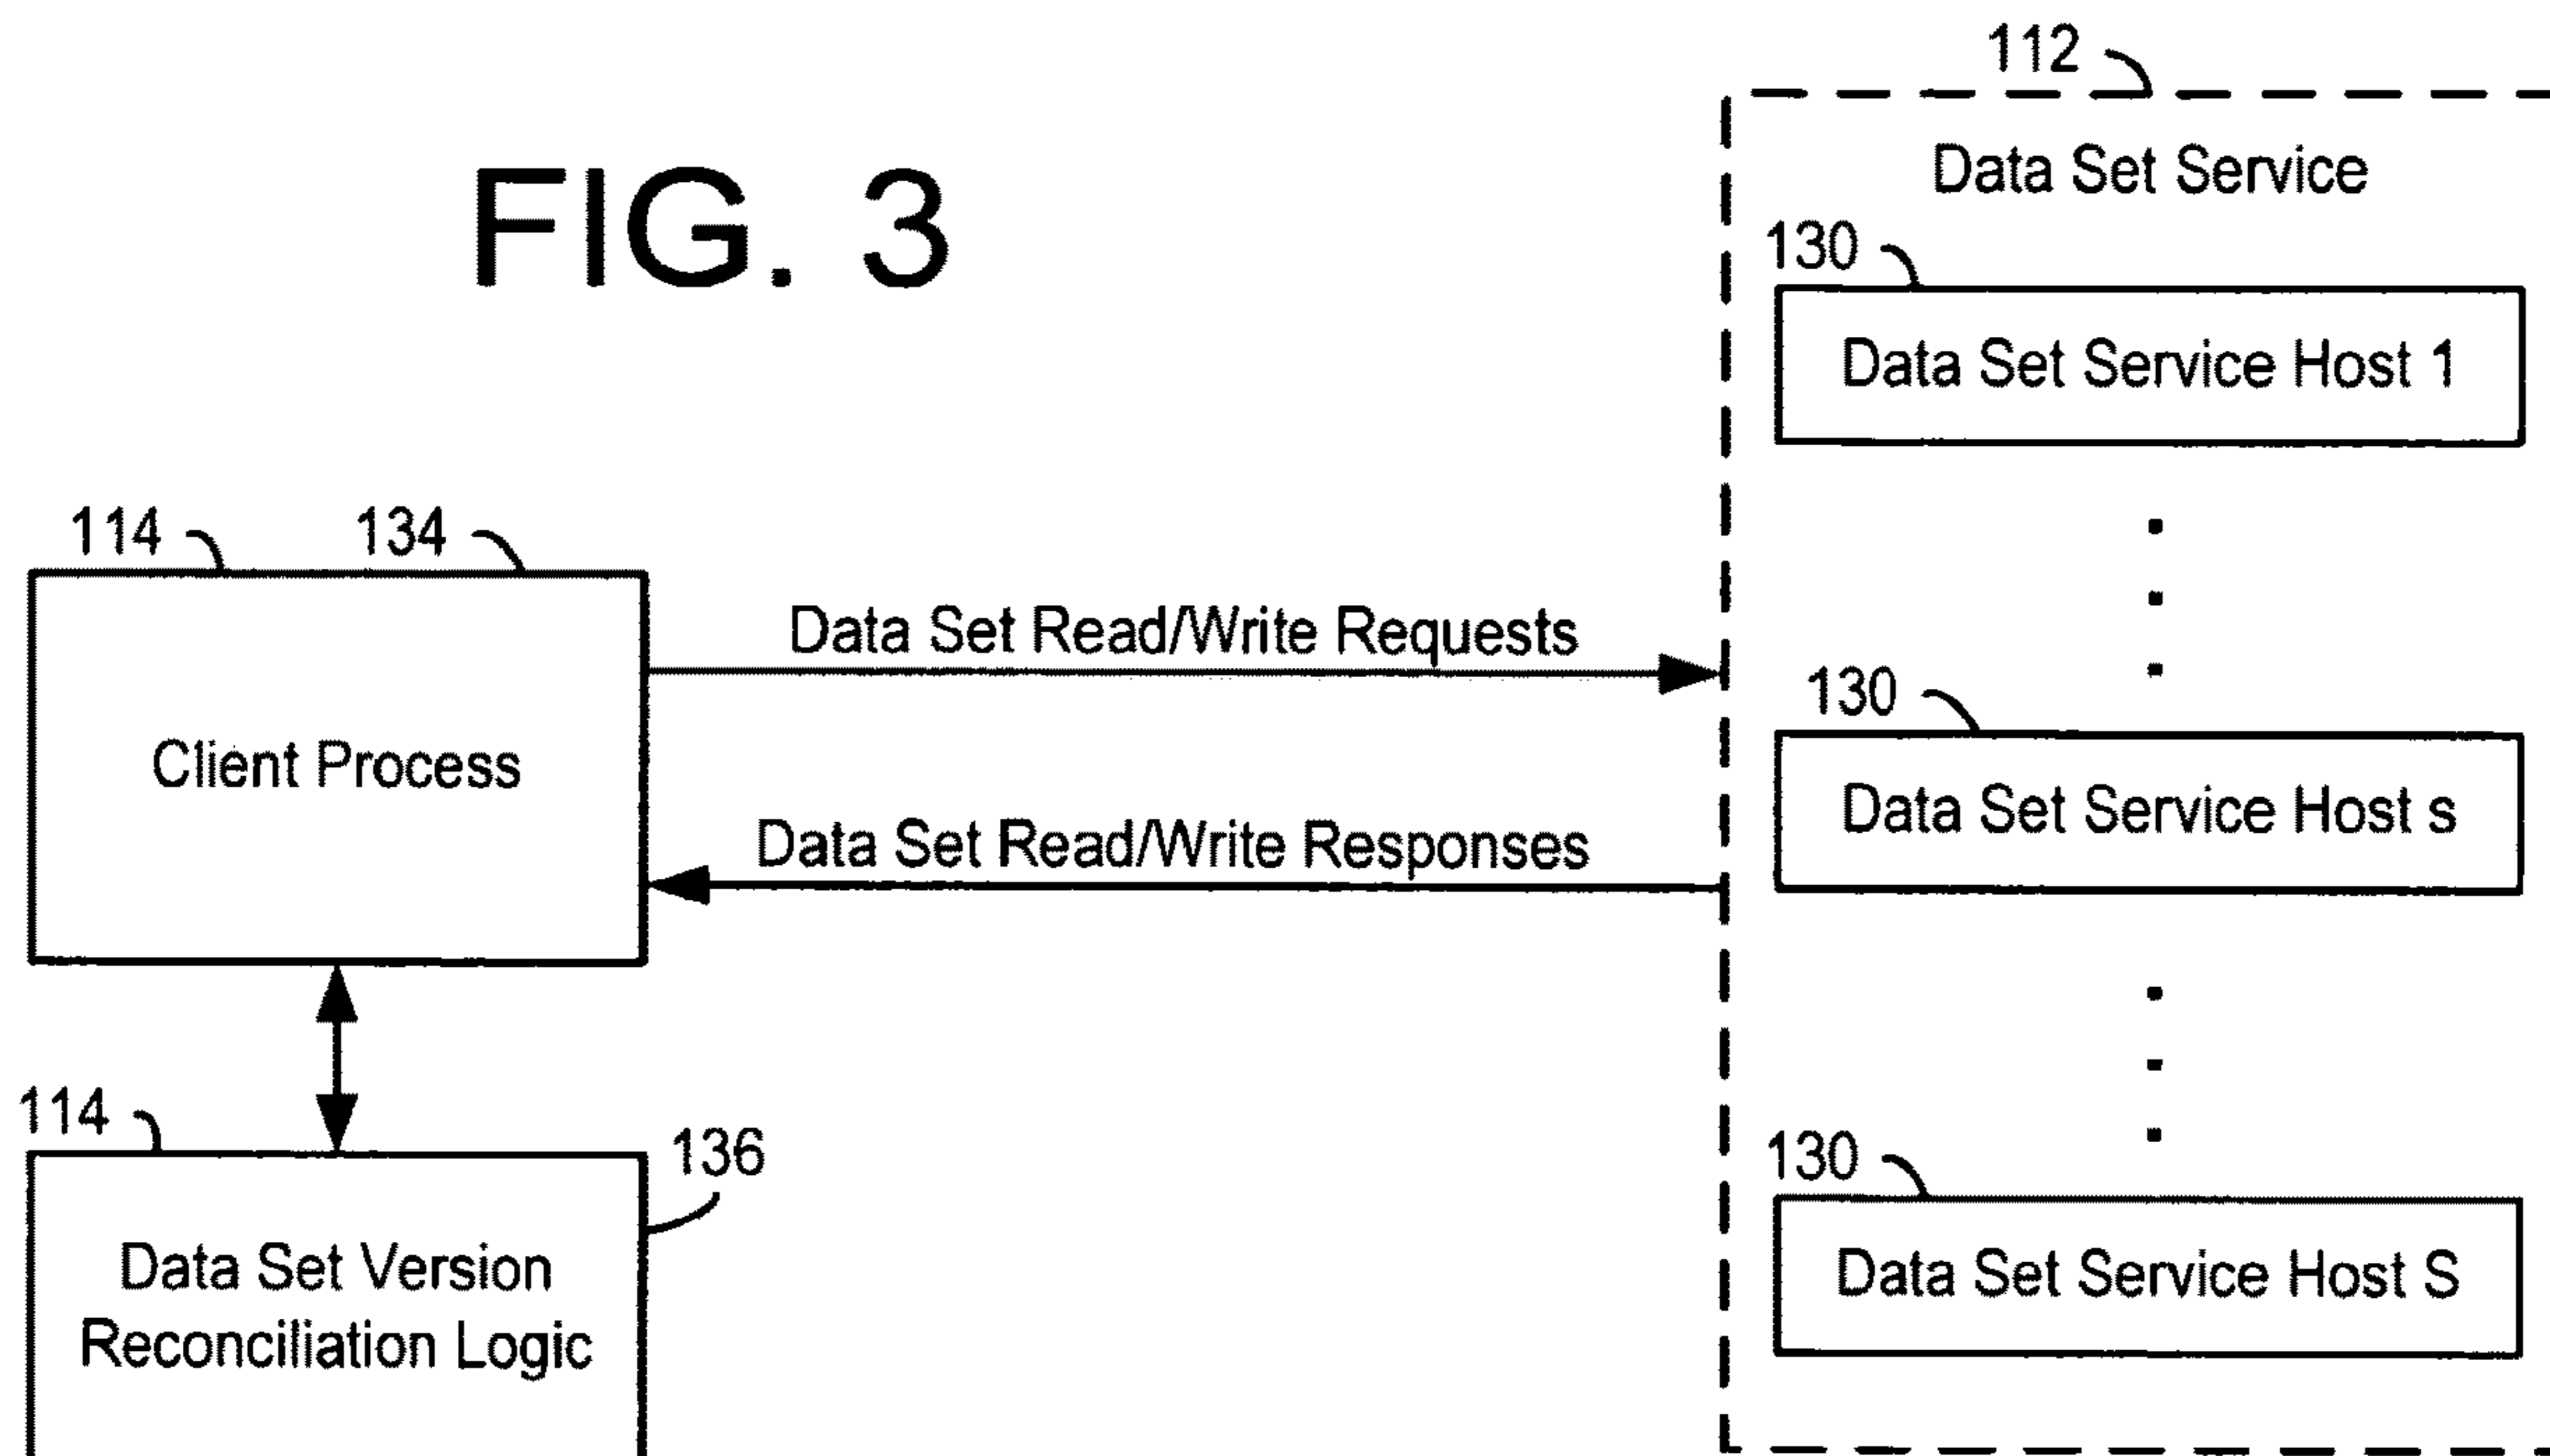 FIG. 3
112
Data Set Service
130
Data Set Service Host 1
114 134
Data Set Read/Write Requests
Client Process
130
Data Set Service Host s
Data Set Read/Write Responses
114
136
Data Set Version
Reconciliation Logic
130
Data Set Service Host S